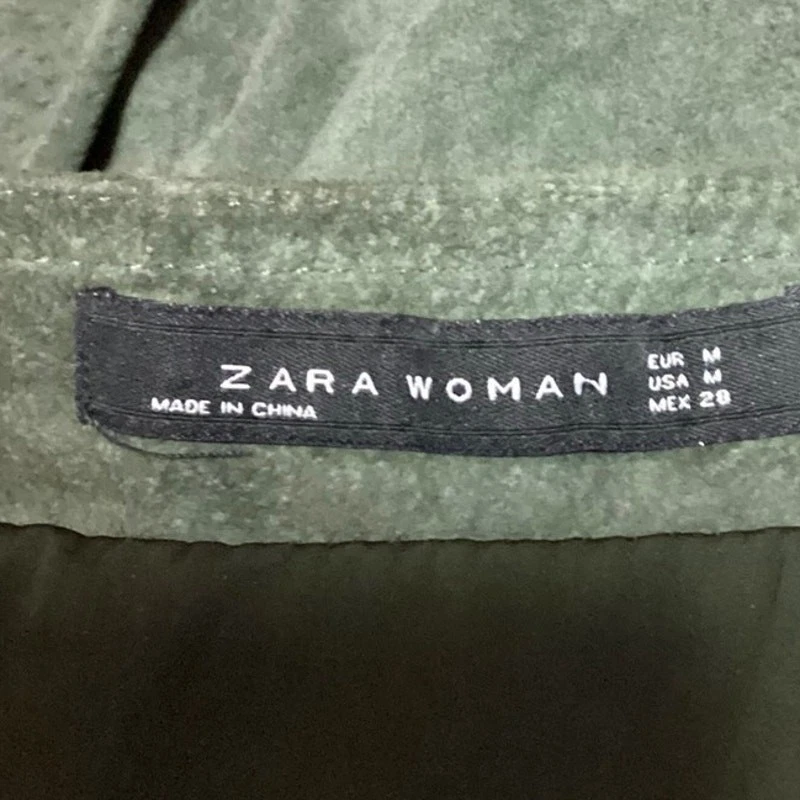 ZARA WOMAN
MADE IN CHINA
EUR M
USA M
MEX 28